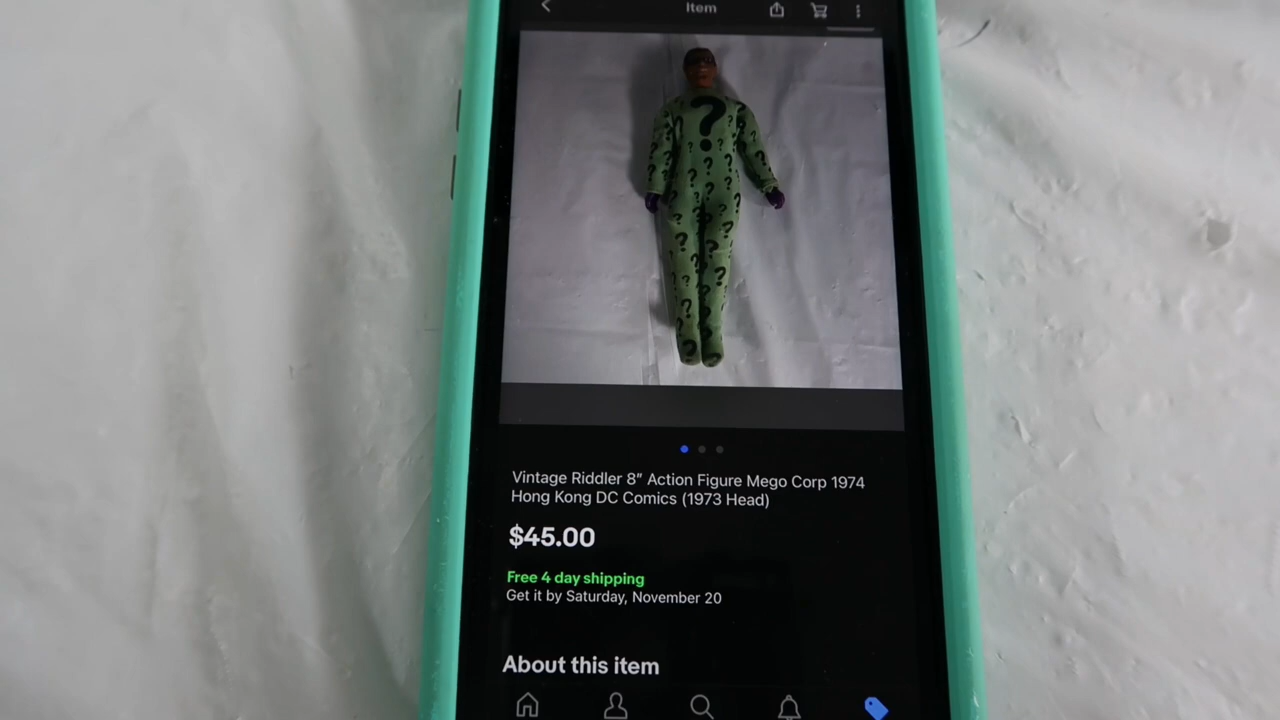 Item
Vintage Riddler 8" Action Figure Mego Corp 1974
Hong Kong DC Comics (1973 Head)
$45.00
Free 4 day shipping
Get it by Saturday, November 20
About this item